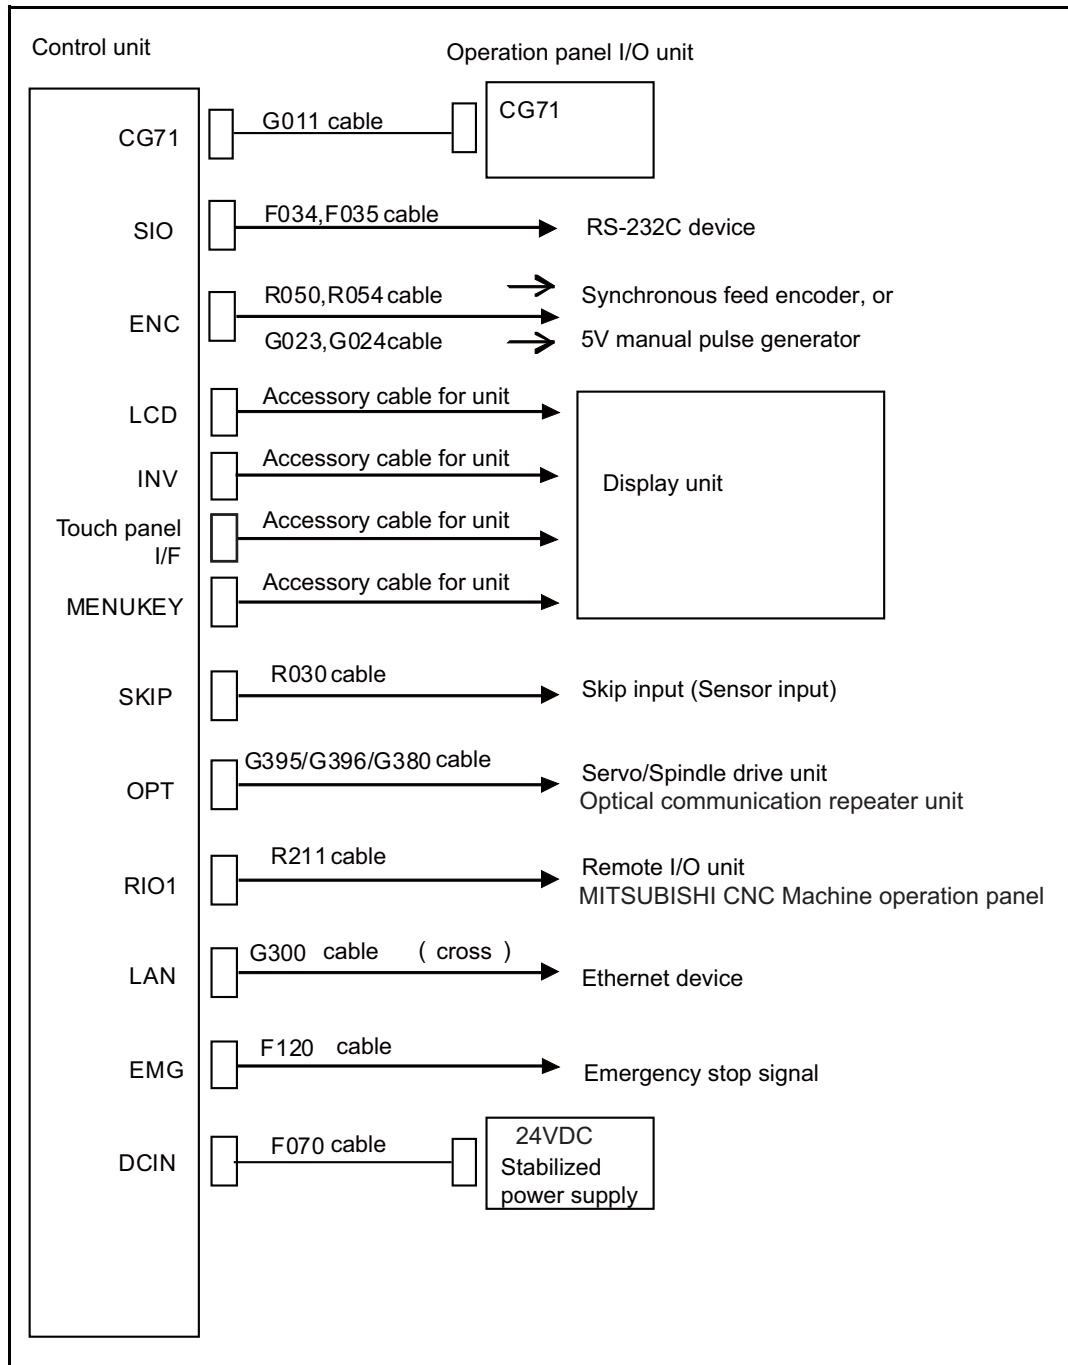 Control unit
Operation panel I/O unit
CG71
G011 cable
CG71
SIO
F034,F035 cable
RS-232C device
ENC
R050,R054 cable
Synchronous feed encoder, or
G023,G024cable
5V manual pulse generator
LCD
Accessory cable for unit
INV
Accessory cable for unit
Display unit
Touch panel
I/F
Accessory cable for unit
MENUKEY
Accessory cable for unit
SKIP
R030 cable
Skip input (Sensor input)
OPT
G395/G396/G380 cable
Servo/Spindle drive unit
Optical communication repeater unit
RIO1
R211 cable
Remote I/O unit
MITSUBISHI CNC Machine operation panel
LAN
G300 cable ( cross )
Ethernet device
EMG
F120 cable
Emergency stop signal
DCIN
F070 cable
24VDC
Stabilized
power supply